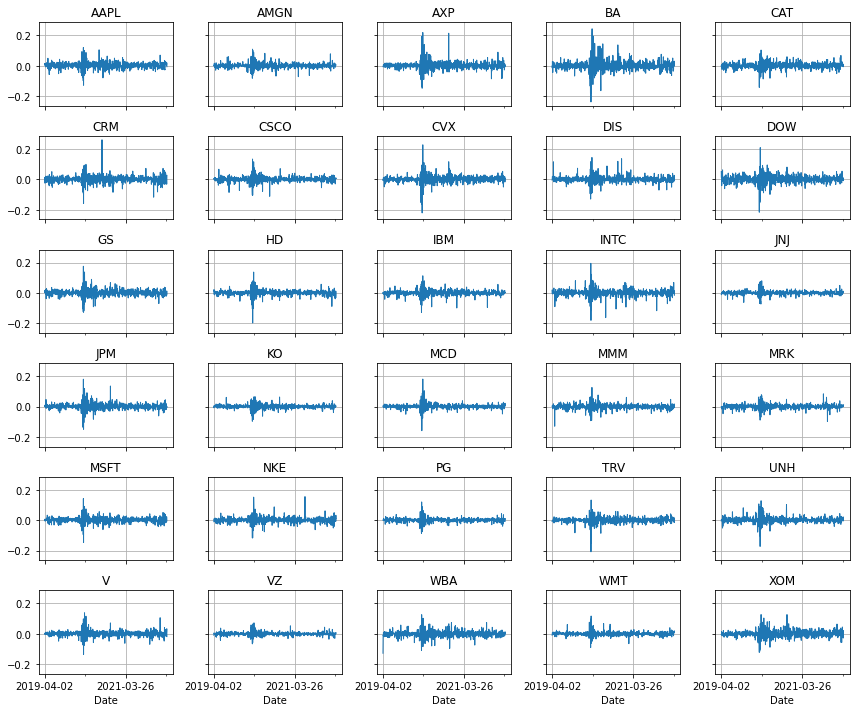 AAPL AMGN AXP BA CAT
0.2
0.0
−0.2
CRM CSCO CVX DIS DOW
0.2
0.0
−0.2
GS HD IBM INTC JNJ
0.2
0.0
−0.2
JPM KO MCD MMM MRK
0.2
0.0
−0.2
MSFT NKE PG TRV UNH
0.2
0.0
−0.2
V VZ WBA WMT XOM
0.2
0.0
−0.2
2019-04-02 2021-03-26 2019-04-02 2021-03-26 2019-04-02 2021-03-26 2019-04-02 2021-03-26 2019-04-02 2021-03-26
Date Date Date Date Date